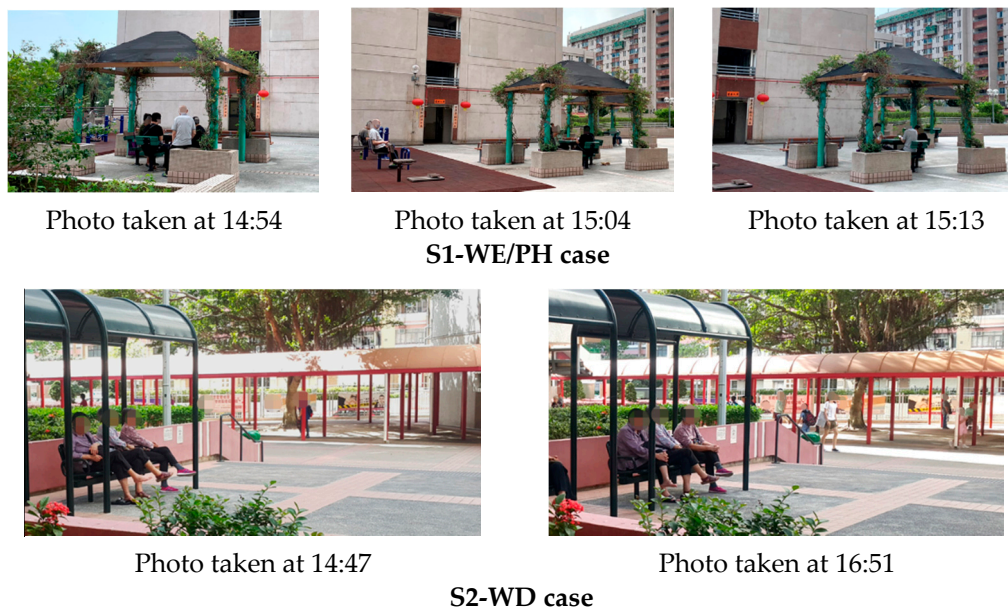 Photo taken at 14:54
Photo taken at 15:04
Photo taken at 15:13
S1-WE/PH case
Photo taken at 14:47
Photo taken at 16:51
S2-WD case